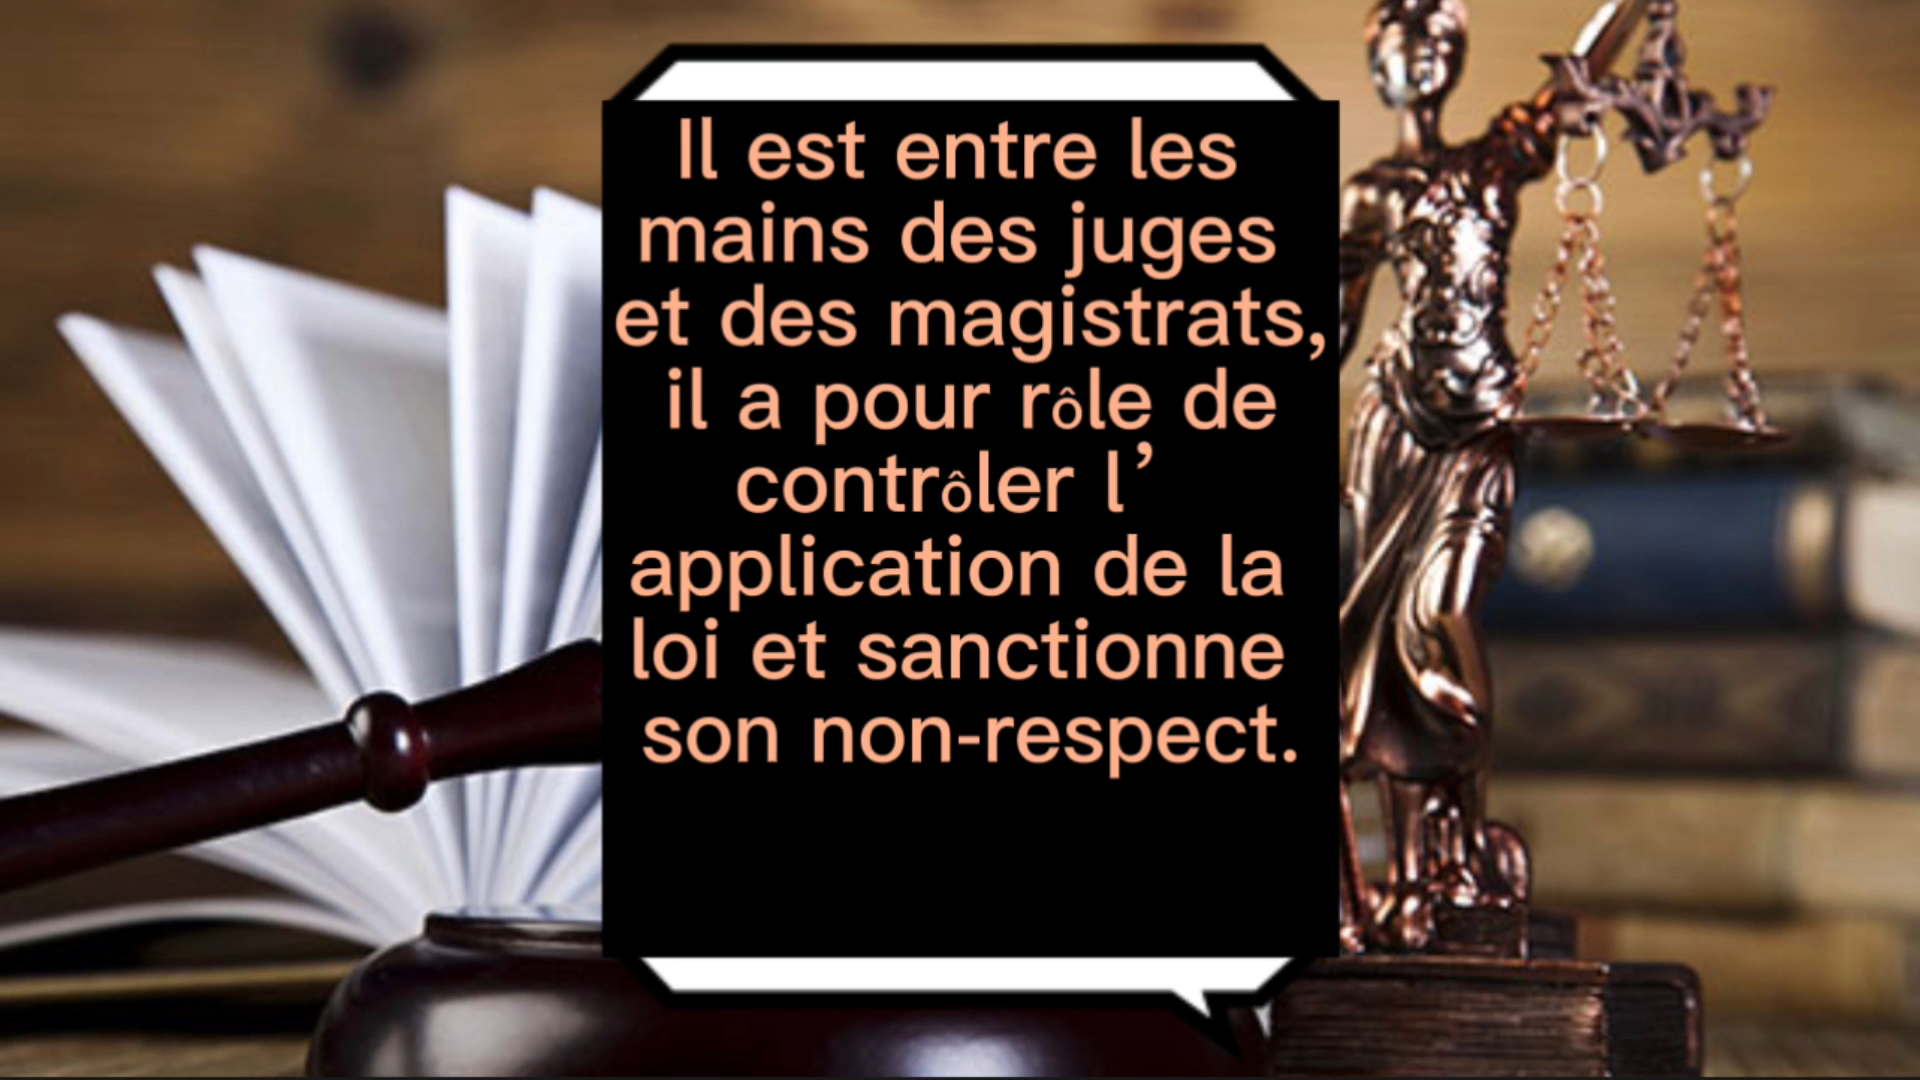 Il est entre les
mains des juges
et des magistrats,
il a pour rôle de
contrôler l’
application de la
loi et sanctionne
son non-respect.